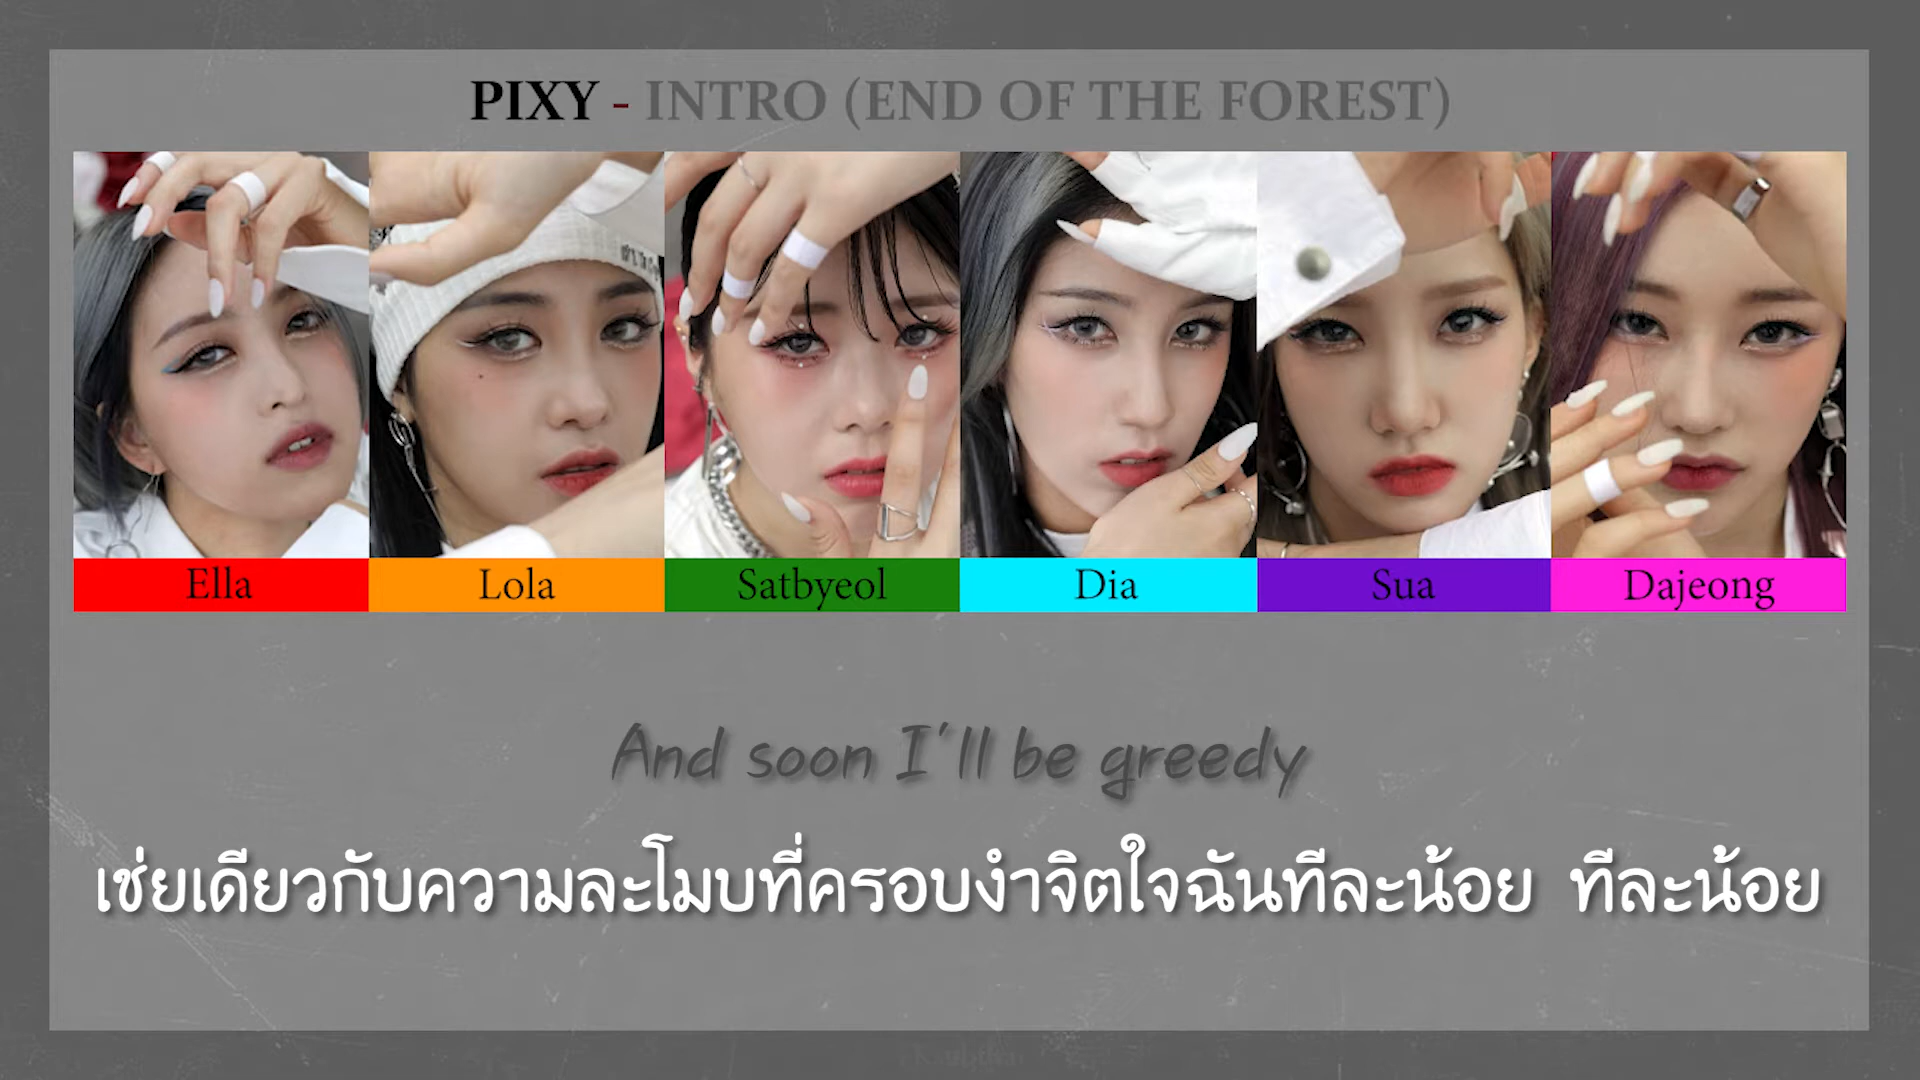 PIXY - INTRO (END OF THE FOREST)
Ella Lola Satbyeol Dia Sua Dajeong
And soon I'll be greedy
เช่ยเดียวกับความละโมบที่ครอบงำจิตใจฉันทีละน้อย ทีละน้อย